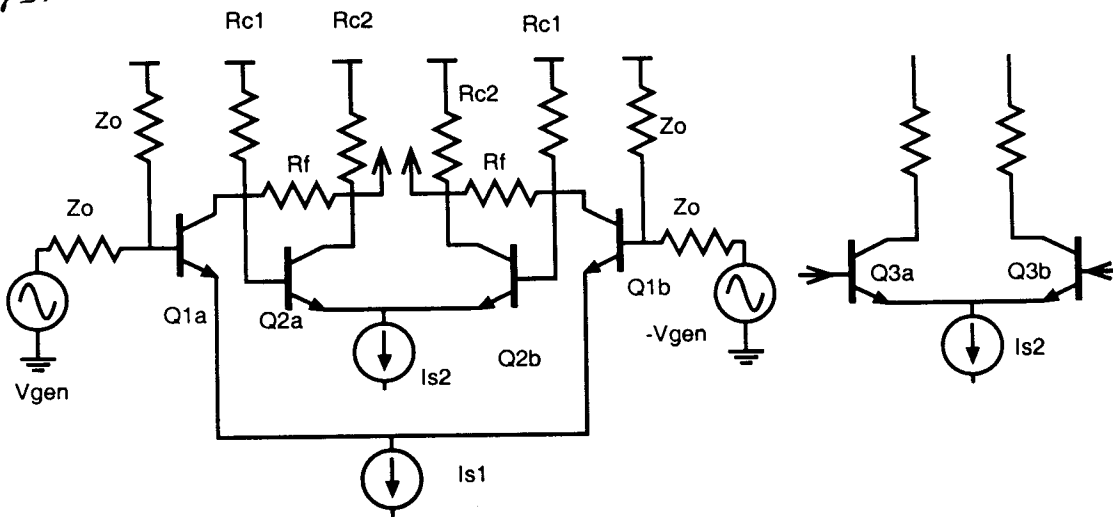 Rc1
Rc2
Rc1
Rc2
Zo
Zo
Rf
Rf
Zo
Zo
Q3a
Q3b
Q1a
Q2a
Q1b
Q2b
-Vgen
Is2
Is2
Vgen
Is1